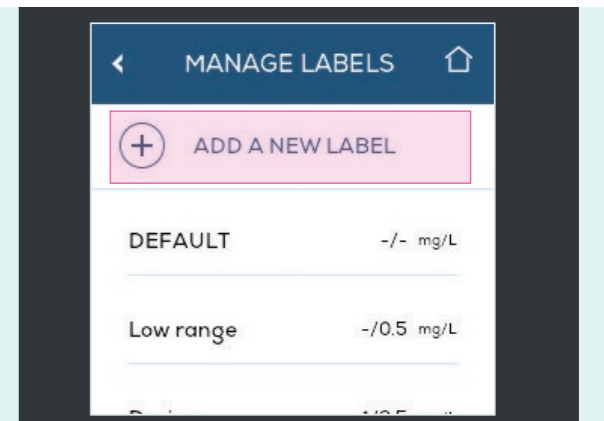 MANAGE LABELS
ADD A NEW LABEL
DEFAULT -/- mg/L
Low range -/0.5 mg/L